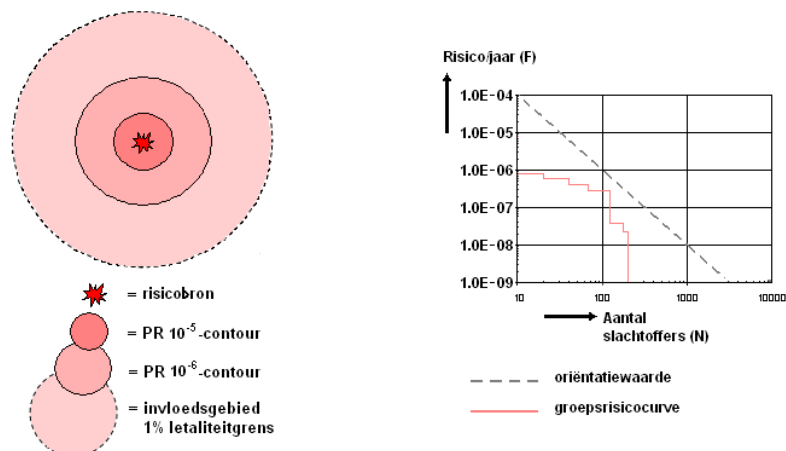 = risicobron
= PR 10⁻⁵-contour
= PR 10⁻⁶-contour
= invloedsgebied
1% letaliteitgrens
Risico/jaar (F)
1.0E-04
1.0E-05
1.0E-06
1.0E-07
1.0E-08
1.0E-09
10 100 1000 10000
Aantal
slachtoffers (N)
oriëntatiewaarde
groepsrisicocurve